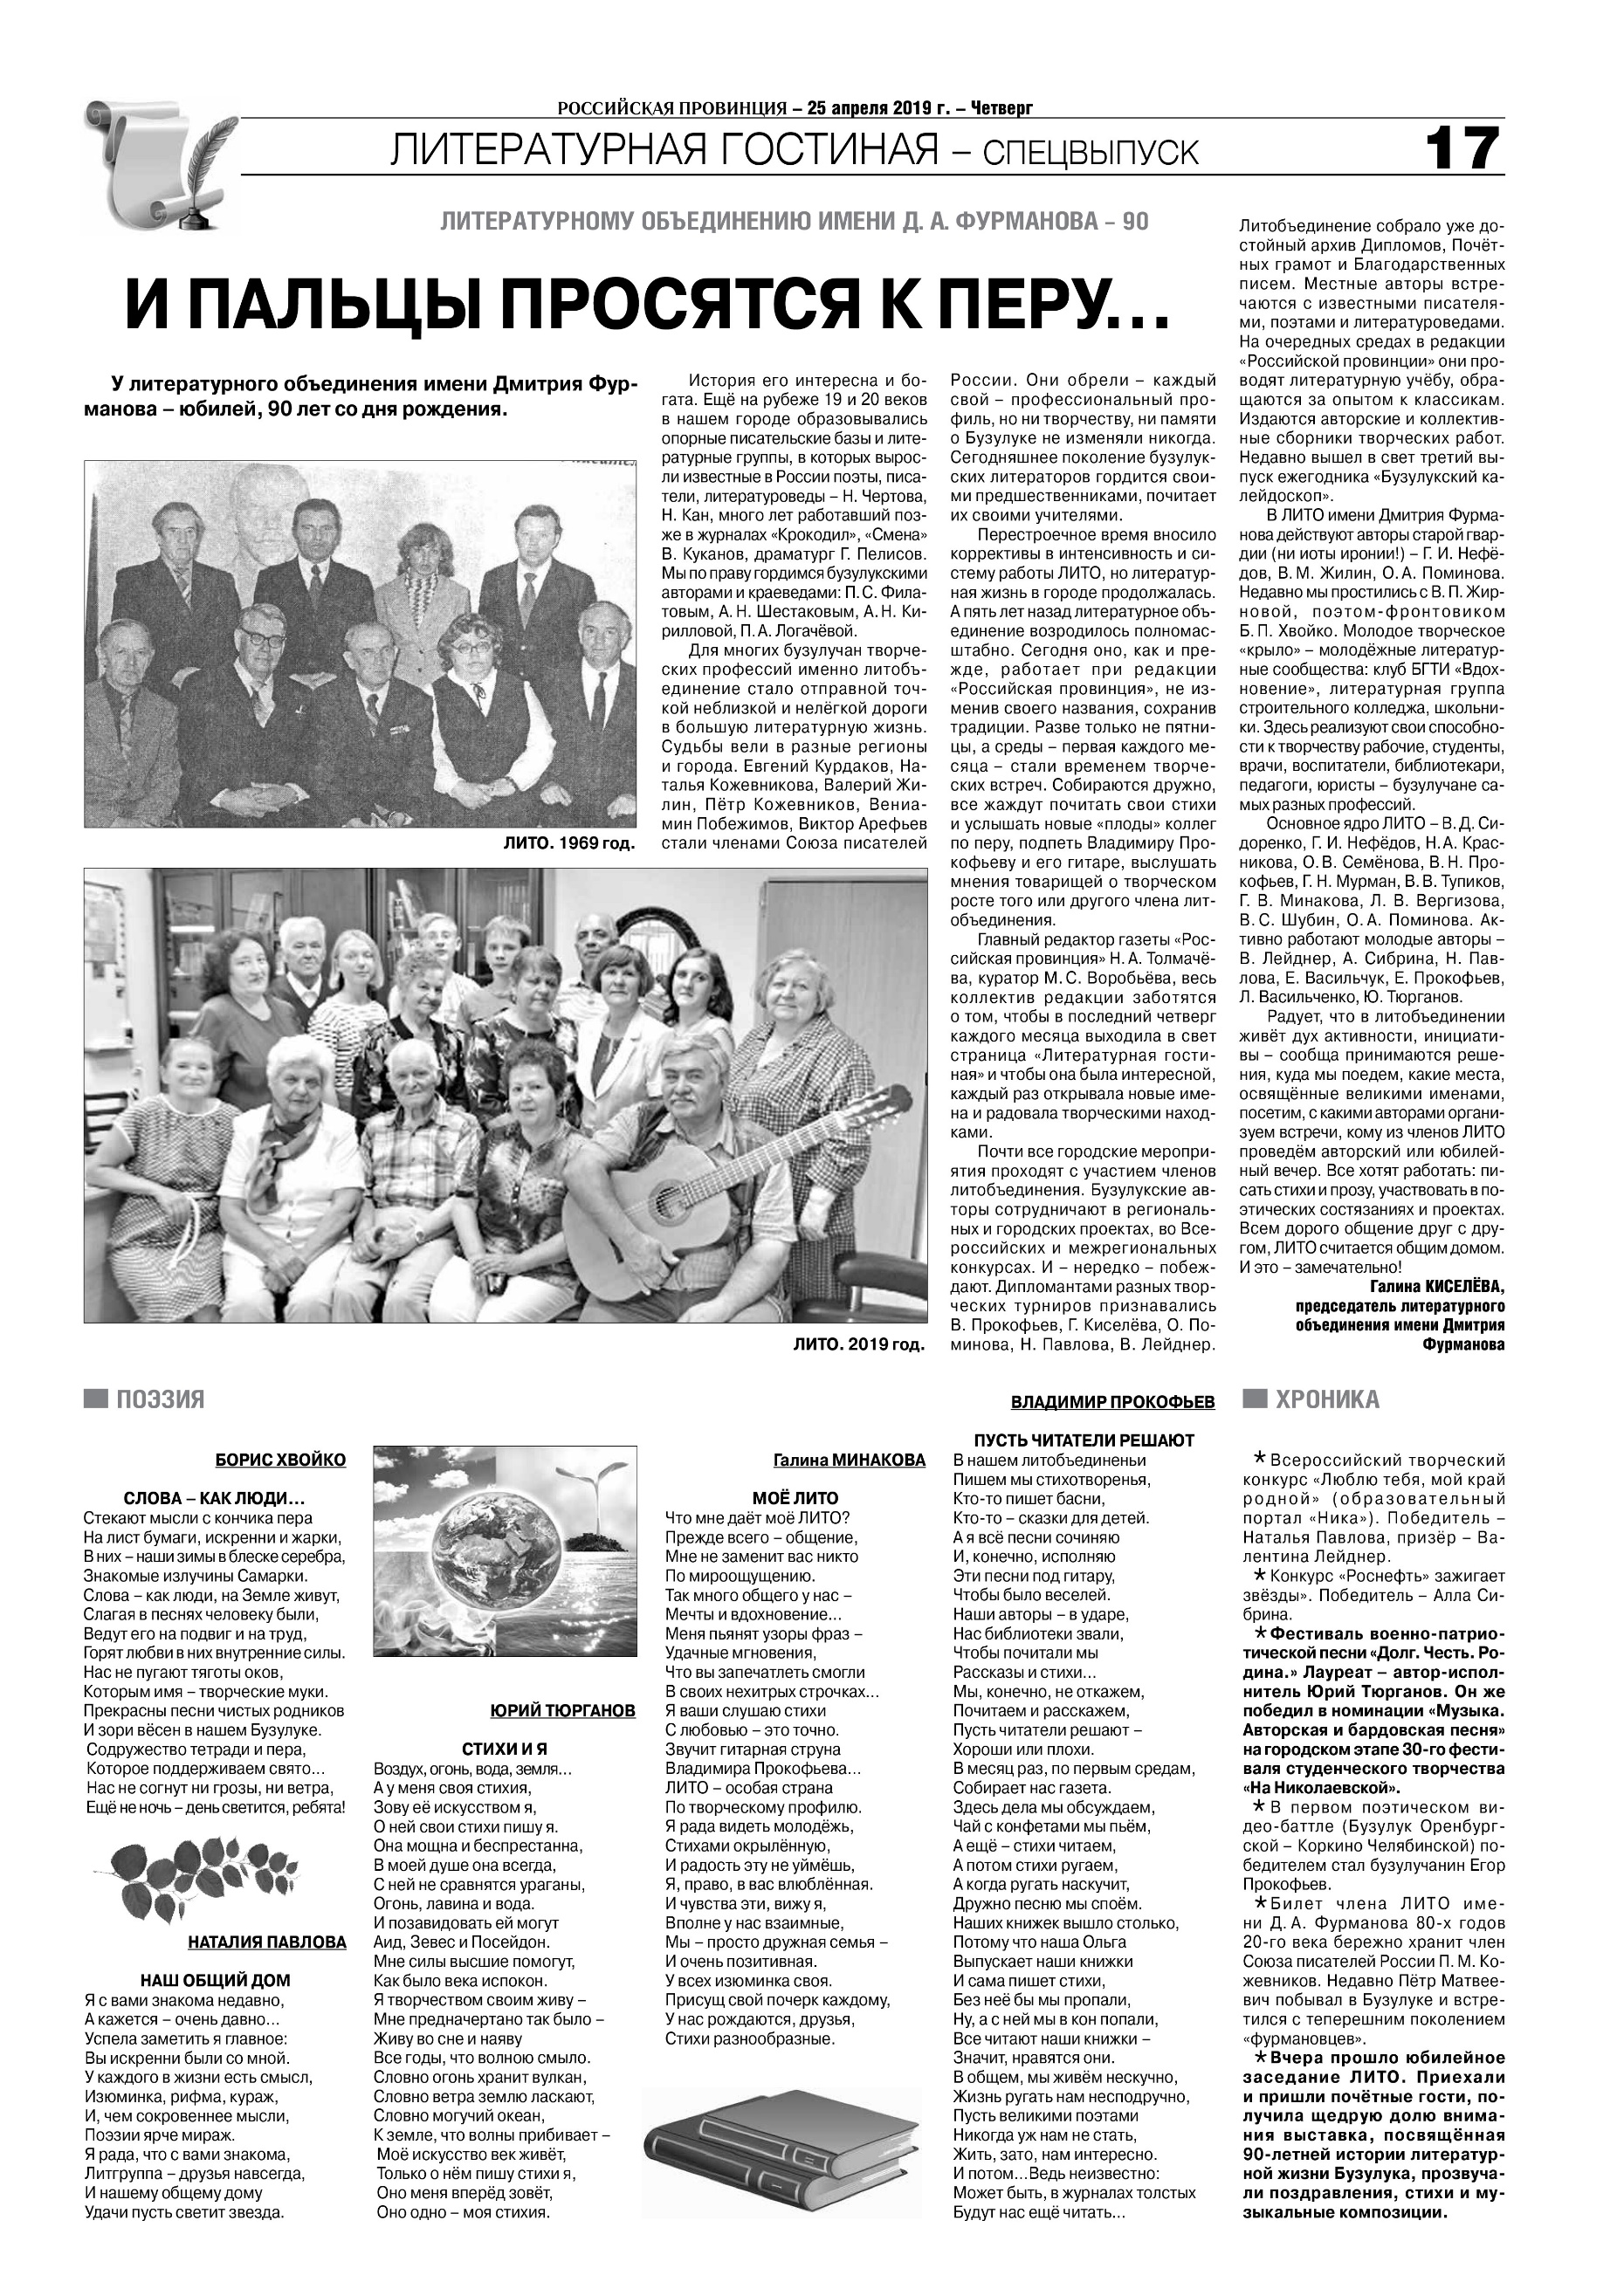 РОССИЙСКАЯ ПРОВИНЦИЯ – 25 апреля 2019 г. – Четверг
ЛИТЕРАТУРНАЯ ГОСТИНАЯ – СПЕЦВЫПУСК
17
ЛИТЕРАТУРНОМУ ОБЪЕДИНЕНИЮ ИМЕНИ Д. А. ФУРМАНОВА – 90
И ПАЛЬЦЫ ПРОСЯТСЯ К ПЕРУ…
У литературного объединения имени Дмитрия Фур-
манова – юбилей, 90 лет со дня рождения.
ЛИТО. 1969 год.
ЛИТО. 2019 год.
История его интересна и бо-
гата. Ещё на рубеже 19 и 20 веков
в нашем городе образовывались
опорные писательские базы и лите-
ратурные группы, в которых вырос-
ли известные в России поэты, писа-
тели, литературоведы – Н. Чертова,
Н. Кан, много лет работавший поз-
же в журналах «Крокодил», «Смена»
В. Куканов, драматург Г. Пелисов.
Мы по праву гордимся бузулукскими
авторами и краеведами: П. С. Фила-
товым, А. Н. Шестаковым, А. Н. Ки-
рилловой, П. А. Логачёвой.
Для многих бузулучан творче-
ских профессий именно литобъ-
единение стало отправной точ-
кой неблизкой и нелёгкой дороги
в большую литературную жизнь.
Судьбы вели в разные регионы
и города. Евгений Курдаков, На-
талья Кожевникова, Валерий Жи-
лин, Пётр Кожевников, Вениа-
мин Побежимов, Виктор Арефьев
стали членами Союза писателей
России. Они обрели – каждый
свой – профессиональный про-
филь, но ни творчеству, ни памяти
о Бузулуке не изменяли никогда.
Сегодняшнее поколение бузулук-
ских литераторов гордится свои-
ми предшественниками, почитает
их своими учителями.
Перестроечное время вносило
коррективы в интенсивность и си-
стему работы ЛИТО, но литератур-
ная жизнь в городе продолжалась.
А пять лет назад литературное объ-
единение возродилось полномас-
штабно. Сегодня оно, как и пре-
жде, работает при редакции
«Российская провинция», не из-
менив своего названия, сохранив
традиции. Разве только не пятни-
цы, а среды – первая каждого ме-
сяца – стали временем творче-
ских встреч. Собираются дружно,
все жаждут почитать свои стихи
и услышать новые «плоды» коллег
по перу, подпеть Владимиру Про-
кофьеву и его гитаре, выслушать
мнения товарищей о творческом
росте того или другого члена лит-
объединения.
Главный редактор газеты «Рос-
сийская провинция» Н. А. Толмачё-
ва, куратор М. С. Воробьёва, весь
коллектив редакции заботятся
о том, чтобы в последний четверг
каждого месяца выходила в свет
страница «Литературная гости-
ная» и чтобы она была интересной,
каждый раз открывала новые име-
на и радовала творческими наход-
ками.
Почти все городские меропри-
ятия проходят с участием членов
литобъединения. Бузулукские ав-
торы сотрудничают в региональ-
ных и городских проектах, во Все-
российских и межрегиональных
конкурсах. И – нередко – побеж-
дают. Дипломантами разных твор-
ческих турниров признавались
В. Прокофьев, Г. Киселёва, О. По-
минова, Н. Павлова, В. Лейднер.
Литобъединение собрало уже до-
стойный архив Дипломов, Почёт-
ных грамот и Благодарственных
писем. Местные авторы встре-
чаются с известными писателя-
ми, поэтами и литературоведами.
На очередных средах в редакции
«Российской провинции» они про-
водят литературную учёбу, обра-
щаются за опытом к классикам.
Издаются авторские и коллектив-
ные сборники творческих работ.
Недавно вышел в свет третий вы-
пуск ежегодника «Бузулукский ка-
лейдоскоп».
В ЛИТО имени Дмитрия Фурма-
нова действуют авторы старой гвар-
дии (ни иоты иронии!) – Г. И. Нефё-
дов, В. М. Жилин, О. А. Поминова.
Недавно мы простились с В. П. Жир-
новой, поэтом-фронтовиком
Б. П. Хвойко. Молодое творческое
«крыло» – молодёжные литератур-
ные сообщества: клуб БГТИ «Вдох-
новение», литературная группа
строительного колледжа, школьни-
ки. Здесь реализуют свои способно-
сти к творчеству рабочие, студенты,
врачи, воспитатели, библиотекари,
педагоги, юристы – бузулучане са-
мых разных профессий.
Основное ядро ЛИТО – В. Д. Си-
доренко, Г. И. Нефёдов, Н. А. Крас-
никова, О. В. Семёнова, В. Н. Про-
кофьев, Г. Н. Мурман, В. В. Тупиков,
Г. В. Минакова, Л. В. Вергизова,
В. С. Шубин, О. А. Поминова. Ак-
тивно работают молодые авторы –
В. Лейднер, А. Сибрина, Н. Пав-
лова, Е. Васильчук, Е. Прокофьев,
Л. Васильченко, Ю. Тюрганов.
Радует, что в литобъединении
живёт дух активности, инициати-
вы – сообща принимаются реше-
ния, куда мы поедем, какие места,
освящённые великими именами,
посетим, с какими авторами органи-
зуем встречи, кому из членов ЛИТО
проведём авторский или юбилей-
ный вечер. Все хотят работать: пи-
сать стихи и прозу, участвовать в по-
этических состязаниях и проектах.
Всем дорого общение друг с дру-
гом, ЛИТО считается общим домом.
И это – замечательно!
Галина КИСЕЛЁВА,
председатель литературного
объединения имени Дмитрия
Фурманова
ПОЭЗИЯ
БОРИС ХВОЙКО
СЛОВА – КАК ЛЮДИ…
Стекают мысли с кончика пера
На лист бумаги, искренни и жарки,
В них – наши зимы в блеске серебра,
Знакомые излучины Самарки.
Слова – как люди, на Земле живут,
Слагая в песнях человеку были,
Ведут его на подвиг и на труд,
Горят любви в них внутренние силы.
Нас не пугают тяготы оков,
Которым имя – творческие муки.
Прекрасны песни чистых родников
И зори вёсен в нашем Бузулуке.
Содружество тетради и пера,
Которое поддерживаем свято…
Нас не согнут ни грозы, ни ветра,
Ещё не ночь – день светится, ребята!
НАТАЛИЯ ПАВЛОВА
НАШ ОБЩИЙ ДОМ
Я с вами знакома недавно,
А кажется – очень давно…
Успела заметить я главное:
Вы искренни были со мной.
У каждого в жизни есть смысл,
Изюминка, рифма, кураж,
И, чем сокровеннее мысли,
Поэзии ярче мираж.
Я рада, что с вами знакома,
Литгруппа – друзья навсегда,
И нашему общему дому
Удачи пусть светит звезда.
ЮРИЙ ТЮРГАНОВ
СТИХИ И Я
Воздух, огонь, вода, земля…
А у меня своя стихия,
Зову её искусством я,
О ней свои стихи пишу я.
Она мощна и беспрестанна,
В моей душе она всегда,
С ней не сравнятся ураганы,
Огонь, лавина и вода.
И позавидовать ей могут
Аид, Зевес и Посейдон.
Мне силы высшие помогут,
Как было века испокон.
Я творчеством своим живу –
Мне предначертано так было –
Живу во сне и наяву
Все годы, что волною смыло.
Словно огонь хранит вулкан,
Словно ветра землю ласкают,
Словно могучий океан,
К земле, что волны прибивает –
Моё искусство век живёт,
Только о нём пишу стихи я,
Оно меня вперёд зовёт,
Оно одно – моя стихия.
Галина МИНАКОВА
МОЁ ЛИТО
Что мне даёт моё ЛИТО?
Прежде всего – общение,
Мне не заменит вас никто
По мироощущению.
Так много общего у нас –
Мечты и вдохновение…
Меня пьянят узоры фраз –
Удачные мгновения,
Что вы запечатлеть смогли
В своих нехитрых строчках…
Я ваши слушаю стихи
С любовью – это точно.
Звучит гитарная струна
Владимира Прокофьева…
ЛИТО – особая страна
По творческому профилю.
Я рада видеть молодёжь,
Стихами окрылённую,
И радость эту не уймёшь,
Я, право, в вас влюблённая.
И чувства эти, вижу я,
Вполне у нас взаимные,
Мы – просто дружная семья –
И очень позитивная.
У всех изюминка своя.
Присущ свой почерк каждому,
У нас рождаются, друзья,
Стихи разнообразные.
ВЛАДИМИР ПРОКОФЬЕВ
ПУСТЬ ЧИТАТЕЛИ РЕШАЮТ
В нашем литобъединеньи
Пишем мы стихотворенья,
Кто-то пишет басни,
Кто-то – сказки для детей.
А я всё песни сочиняю
И, конечно, исполняю
Эти песни под гитару,
Чтобы было веселей.
Наши авторы – в ударе,
Нас библиотеки звали,
Чтобы почитали мы
Рассказы и стихи…
Мы, конечно, не откажем,
Почитаем и расскажем,
Пусть читатели решают –
Хороши или плохи.
В месяц раз, по первым средам,
Собирает нас газета.
Здесь дела мы обсуждаем,
Чай с конфетами мы пьём,
А ещё – стихи читаем,
А потом стихи ругаем,
А когда ругать наскучит,
Дружно песню мы споём.
Наших книжек вышло столько,
Потому что наша Ольга
Выпускает наши книжки
И сама пишет стихи,
Без неё бы мы пропали,
Ну, а с ней мы в кон попали,
Все читают наши книжки –
Значит, нравятся они.
В общем, мы живём нескучно,
Жизнь ругать нам несподручно,
Пусть великими поэтами
Никогда уж нам не стать,
Жить, зато, нам интересно.
И потом…Ведь неизвестно:
Может быть, в журналах толстых
Будут нас ещё читать…
ХРОНИКА
* Всероссийский творческий
конкурс «Люблю тебя, мой край
родной» (образовательный
портал «Ника»). Победитель –
Наталья Павлова, призёр – Ва-
лентина Лейднер.
* Конкурс «Роснефть» зажигает
звёзды». Победитель – Алла Си-
брина.
* Фестиваль военно-патрио-
тической песни «Долг. Честь. Ро-
дина.» Лауреат – автор-испол-
нитель Юрий Тюрганов. Он же
победил в номинации «Музыка.
Авторская и бардовская песня»
на городском этапе 30-го фести-
валя студенческого творчества
«На Николаевской».
* В первом поэтическом ви-
део-баттле (Бузулук Оренбург-
ской – Коркино Челябинской) по-
бедителем стал бузулучанин Егор
Прокофьев.
* Билет члена ЛИТО име-
ни Д. А. Фурманова 80-х годов
20-го века бережно хранит член
Союза писателей России П. М. Ко-
жевников. Недавно Пётр Матвее-
вич побывал в Бузулуке и встре-
тился с теперешним поколением
«фурмановцев».
* Вчера прошло юбилейное
заседание ЛИТО. Приехали
и пришли почётные гости, по-
лучила щедрую долю внима-
ния выставка, посвящённая
90-летней истории литератур-
ной жизни Бузулука, прозвуча-
ли поздравления, стихи и му-
зыкальные композиции.